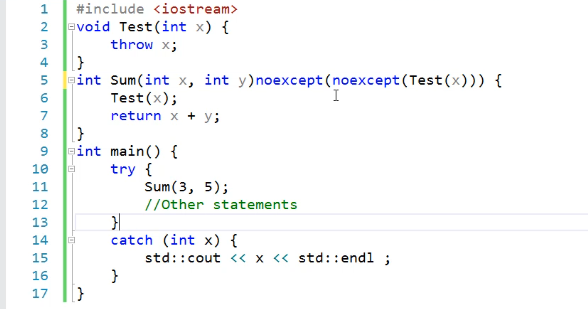 1 #include <iostream>
2 void Test(int x) {
3 throw x;
4 }
5 int Sum(int x, int y)noexcept(noexcept(Test(x))) {
6 Test(x);
7 return x + y;
8 }
9 int main() {
10 try {
11 Sum(3, 5);
12 //Other statements
13 }
14 catch (int x) {
15 std::cout << x << std::endl ;
16 }
17 }